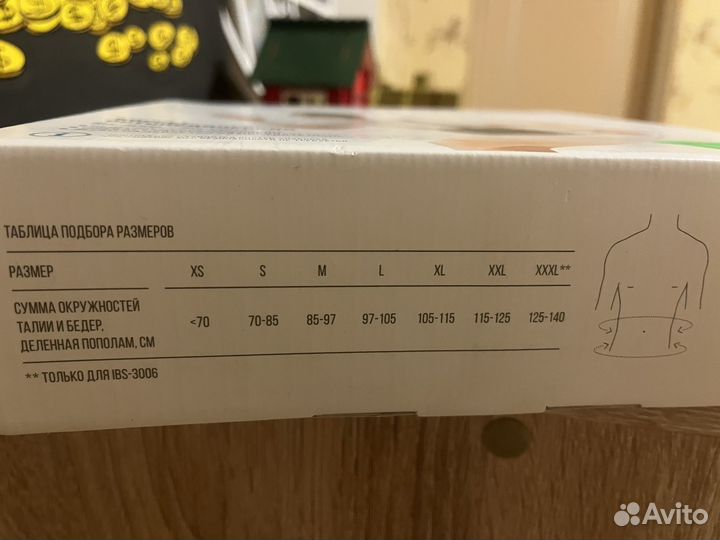 ТАБЛИЦА ПОДБОРА РАЗМЕРОВ
РАЗМЕР XS S M L XL XXL XXXL**
СУММА ОКРУЖНОСТЕЙ
ТАЛИИ И БЕДЕР, <70 70-85 85-97 97-105 105-115 115-125 125-140
ДЕЛЕННАЯ ПОПОЛАМ, СМ
** ТОЛЬКО ДЛЯ IBS-3006
Avito